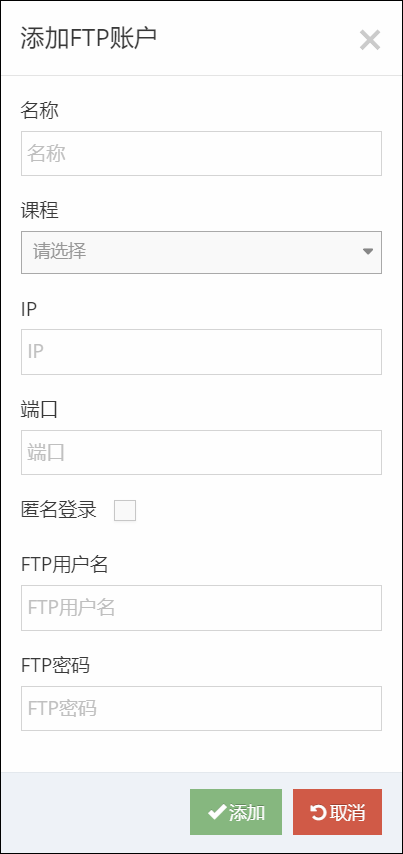 添加FTP账户
名称
名称
课程
请选择
IP
IP
端口
端口
匿名登录
FTP用户名
FTP用户名
FTP密码
FTP密码
添加 取消